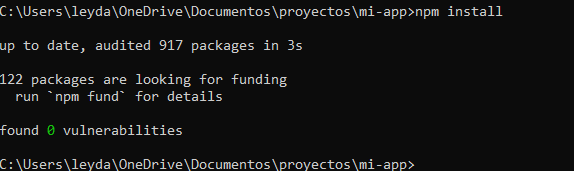 C:\Users\leyda\OneDrive\Documentos\proyectos\mi-app>npm install
up to date, audited 917 packages in 3s
122 packages are looking for funding
run `npm fund` for details
found 0 vulnerabilities
C:\Users\leyda\OneDrive\Documentos\proyectos\mi-app>